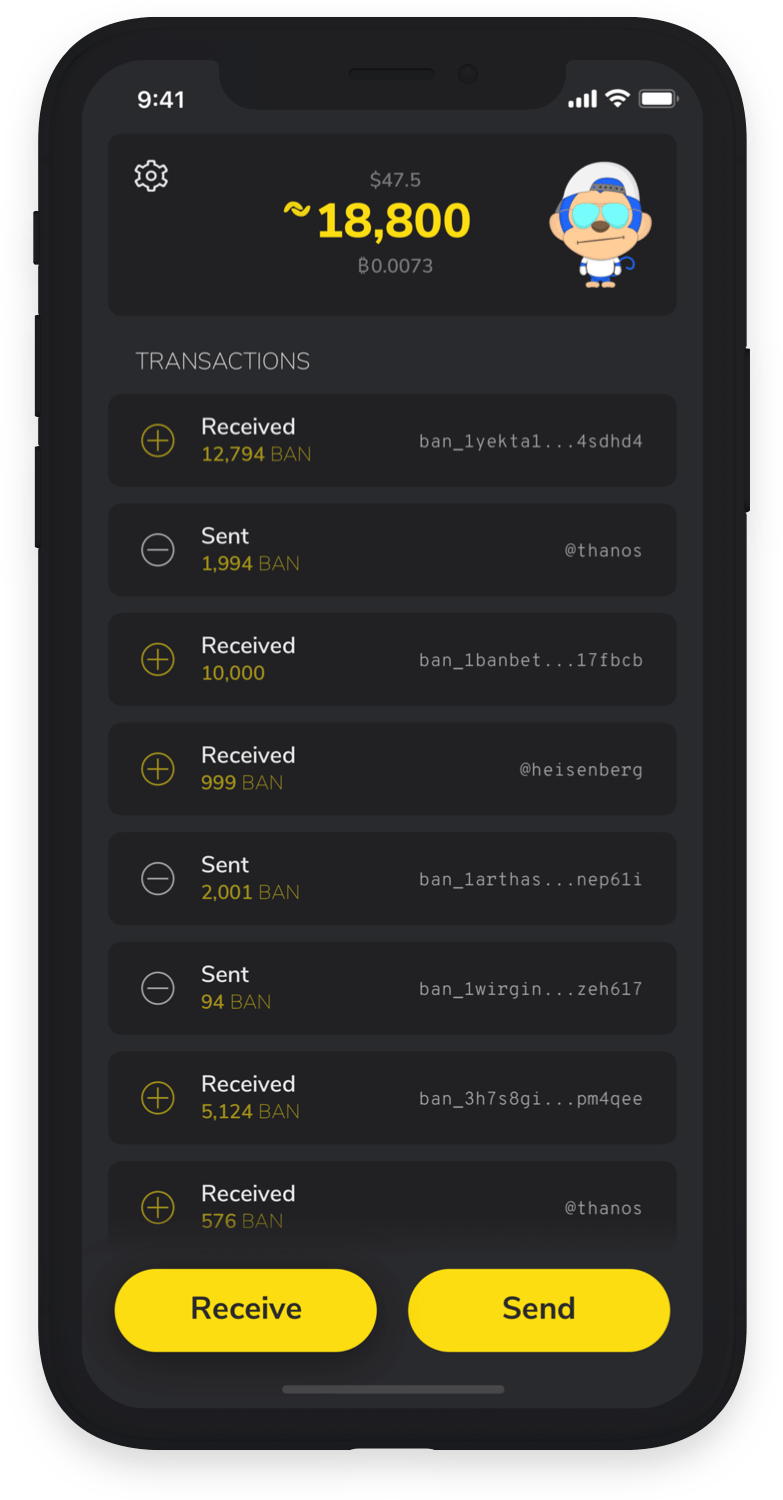 9:41
$47.5
18,800
₿0.0073
TRANSACTIONS
Received
12,794 BAN
ban_1yekta1...4sdhd4
Sent
1,994 BAN
@thanos
Received
10,000
ban_1banbet...17fbcb
Received
999 BAN
@heisenberg
Sent
2,001 BAN
ban_1arthas...nep61i
Sent
94 BAN
ban_1wirgin...zeh617
Received
5,124 BAN
ban_3h7s8gi...pm4qee
Received
576 BAN
@thanos
Receive
Send